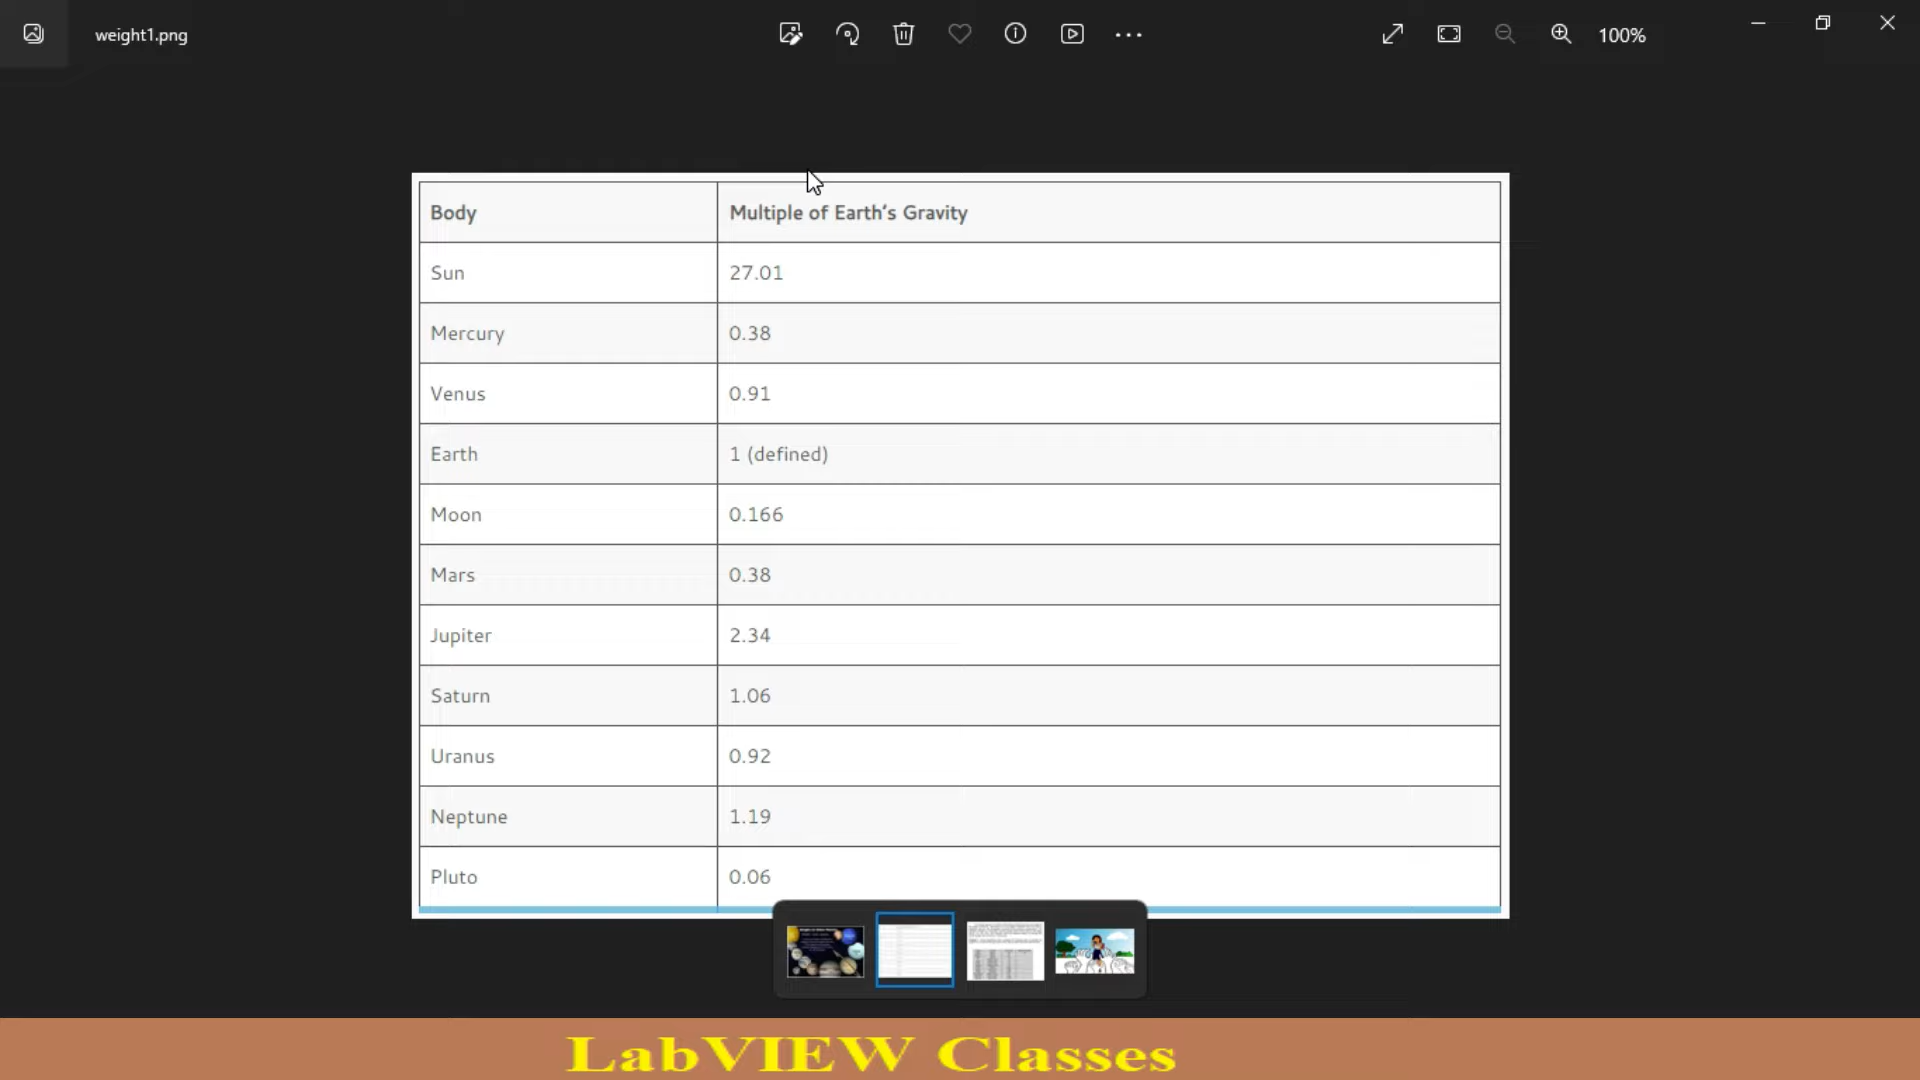 weight1.png
100%
Body Multiple of Earth's Gravity
Sun 27.01
Mercury 0.38
Venus 0.91
Earth 1 (defined)
Moon 0.166
Mars 0.38
Jupiter 2.34
Saturn 1.06
Uranus 0.92
Neptune 1.19
Pluto 0.06
LabVIEW Classes